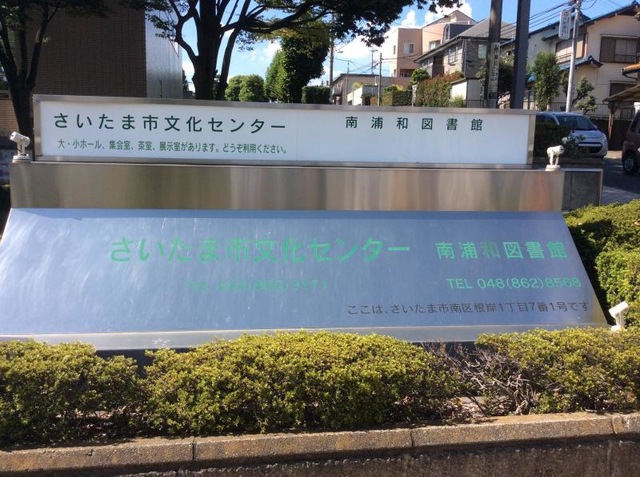 さいたま市文化センター 南浦和図書館
大・小ホール、集会室、茶室、展示室があります。どうぞ利用ください。
さいたま市文化センター 南浦和図書館
TEL 048(862)8568
ここは、さいたま市南区根岸1丁目7番1号です